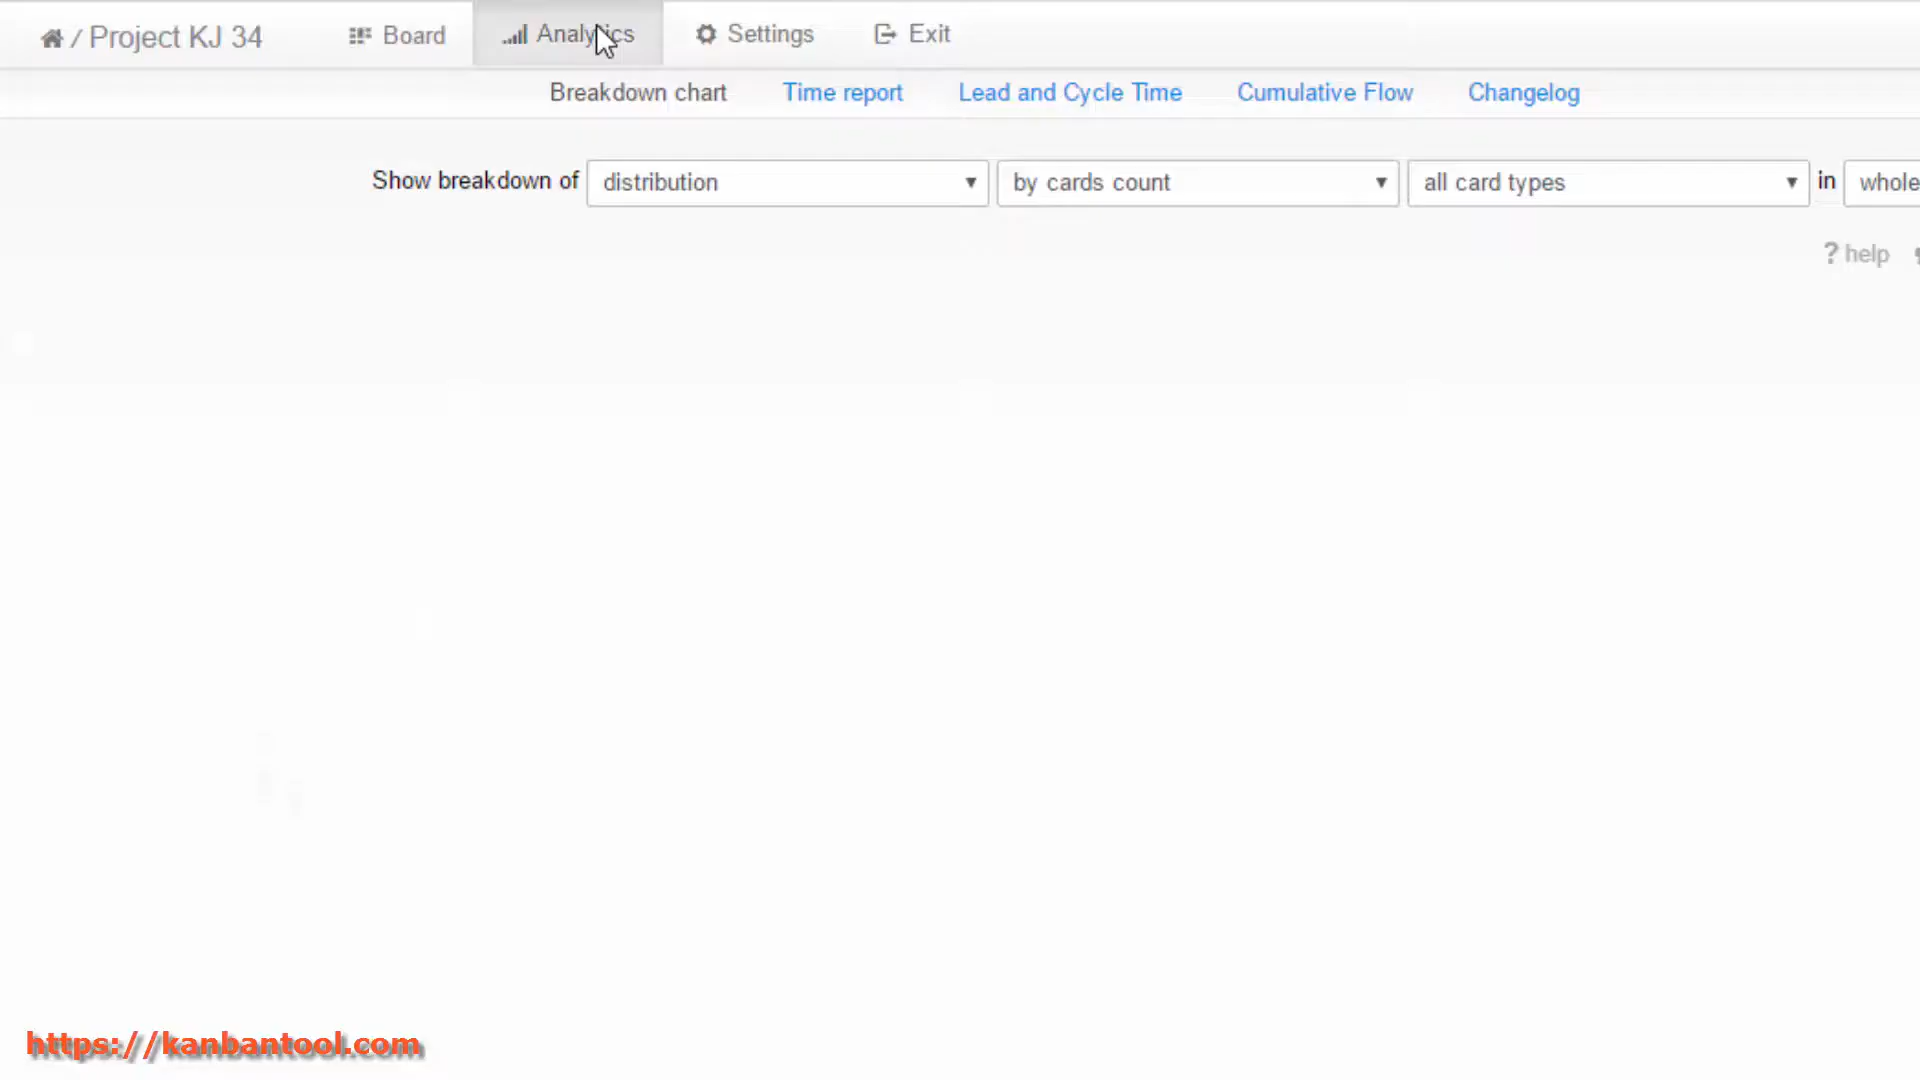 / Project KJ 34 Board Analytics Settings Exit
Breakdown chart Time report Lead and Cycle Time Cumulative Flow Changelog
Show breakdown of distribution by cards count all card types in whole
? help
https://kanbantool.com